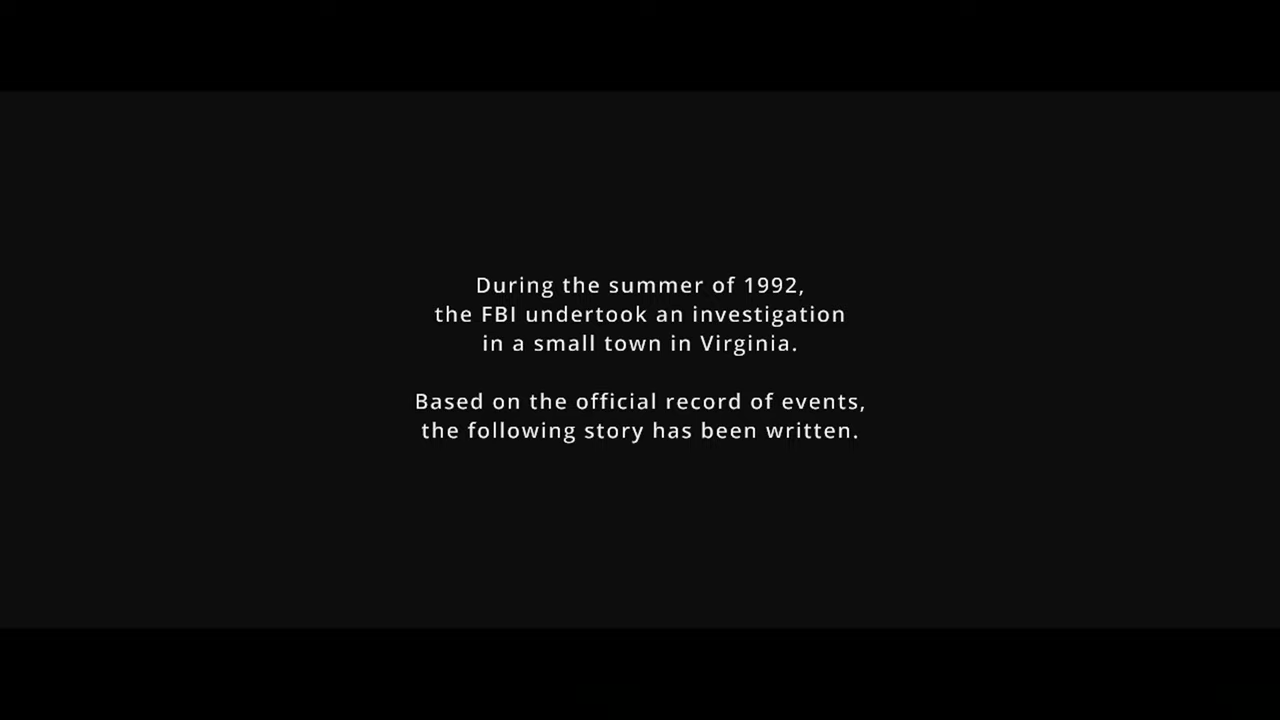 During the summer of 1992,
the FBI undertook an investigation
in a small town in Virginia.
Based on the official record of events,
the following story has been written.